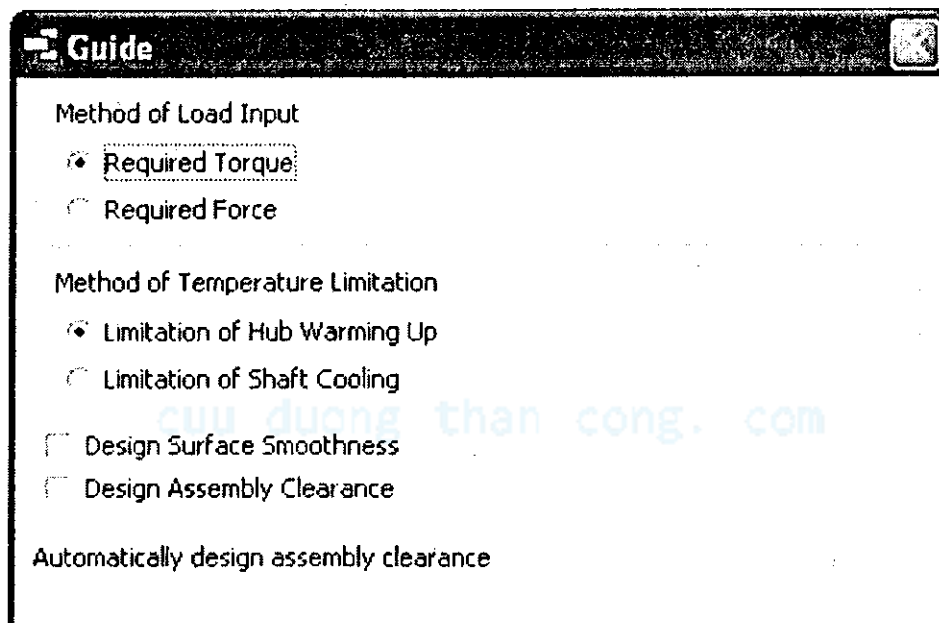 Guide
Method of Load Input
Required Torque
Required Force
Method of Temperature Limitation
Limitation of Hub Warming Up
Limitation of Shaft Cooling
cuu duong than cong. com
Design Surface Smoothness
Design Assembly Clearance
Automatically design assembly clearance